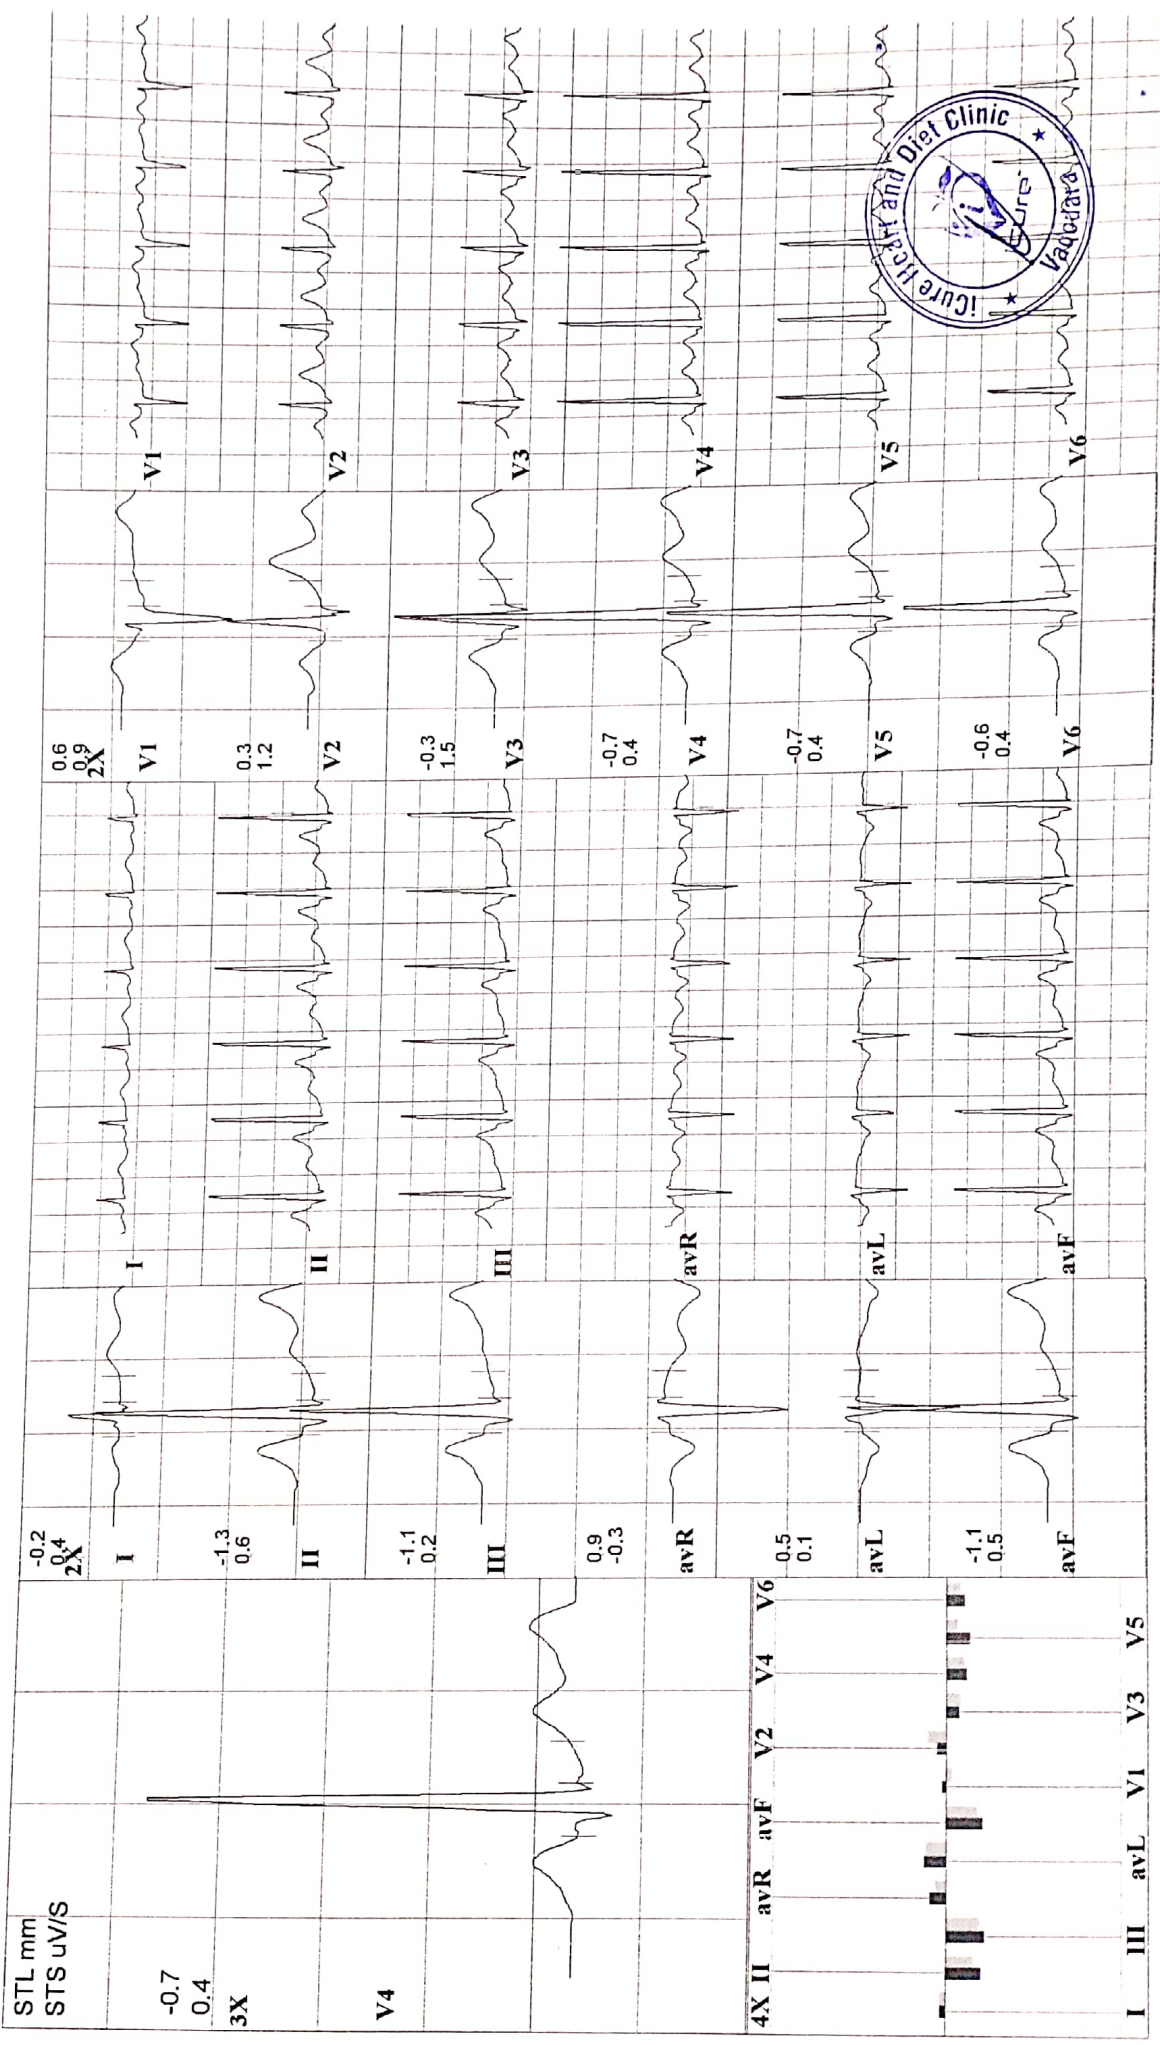 STL mm
STS uV/S
-0.7
0.4
3X
V4
4X II avR avF V2 V4 V6
I III avL V1 V3 V5
-0.2
0.4
2X
I
-1.3
0.6
II
-1.1
0.2
III
0.9
-0.3
avR
0.5
0.1
avL
-1.1
0.5
avF
I
II
III
avR
avL
avF
0.6
0.9
2X
V1
0.3
1.2
V2
-0.3
1.5
V3
-0.7
0.4
V4
-0.7
0.4
V5
-0.6
0.4
V6
V1
V2
V3
V4
V5
V6
iCure Heart and Diet Clinic
Vadodara
iCure